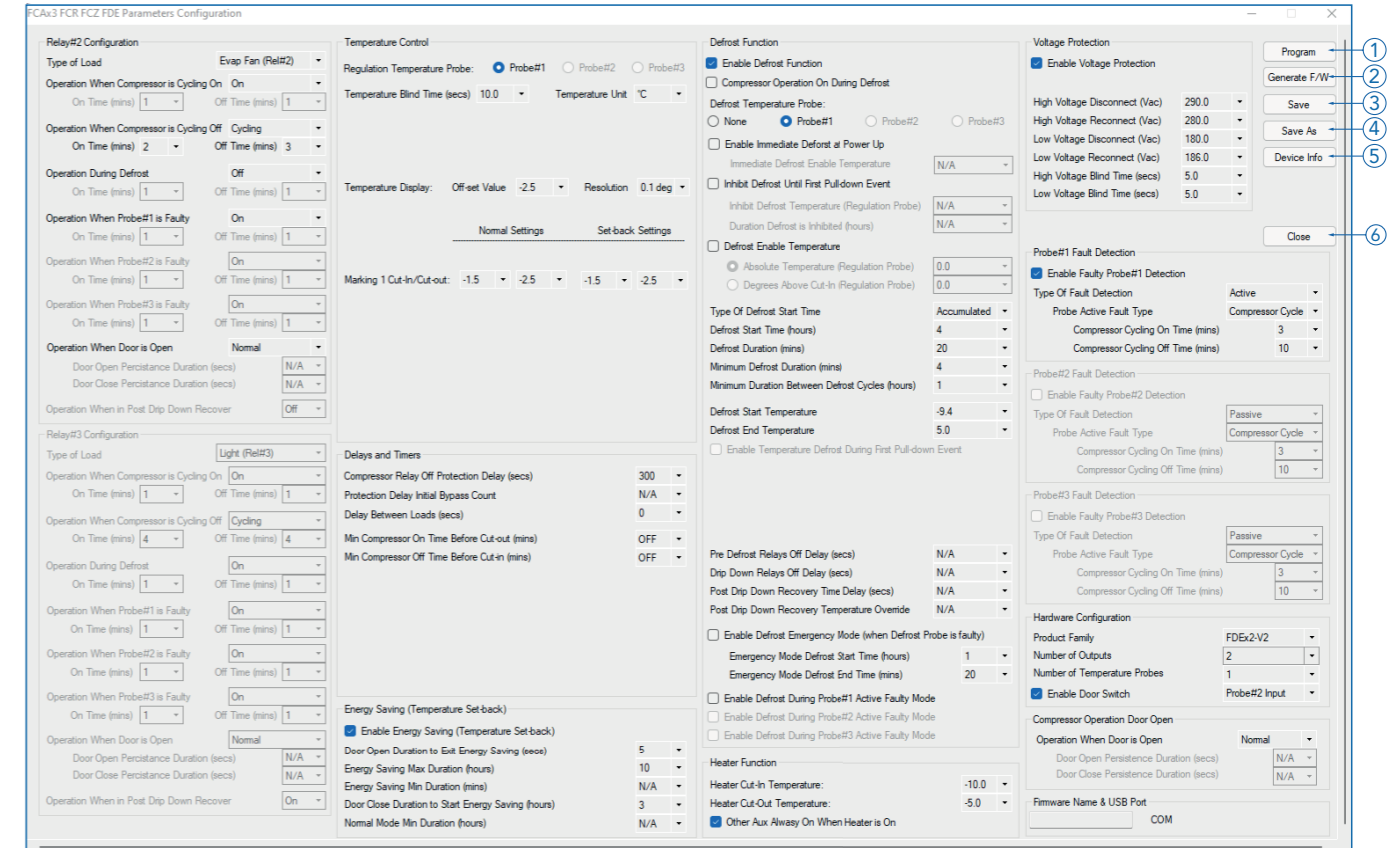 FCAx3 FCR FCZ FDE Parameters Configuration
Relay#2 Configuration
Type of Load Evap Fan (Rel#2)
Operation When Compressor is Cycling On On
On Time (mins) 1 Off Time (mins) 1
Operation When Compressor is Cycling Off Cycling
On Time (mins) 2 Off Time (mins) 3
Operation During Defrost Off
On Time (mins) 1 Off Time (mins) 1
Operation When Probe#1 is Faulty On
On Time (mins) 1 Off Time (mins) 1
Operation When Probe#2 is Faulty On
On Time (mins) 1 Off Time (mins) 1
Operation When Probe#3 is Faulty On
On Time (mins) 1 Off Time (mins) 1
Operation When Door is Open Normal
Door Open Percistance Duration (secs) N/A
Door Close Percistance Duration (secs) N/A
Operation When in Post Drip Down Recover Off
Relay#3 Configuration
Type of Load Light (Rel#3)
Operation When Compressor is Cycling On On
On Time (mins) 1 Off Time (mins) 1
Operation When Compressor is Cycling Off Cycling
On Time (mins) 4 Off Time (mins) 4
Operation During Defrost On
On Time (mins) 1 Off Time (mins) 1
Operation When Probe#1 is Faulty On
On Time (mins) 1 Off Time (mins) 1
Operation When Probe#2 is Faulty On
On Time (mins) 1 Off Time (mins) 1
Operation When Probe#3 is Faulty On
On Time (mins) 1 Off Time (mins) 1
Operation When Door is Open Normal
Door Open Percistance Duration (secs) N/A
Door Close Percistance Duration (secs) N/A
Operation When in Post Drip Down Recover On
Temperature Control
Regulation Temperature Probe: Probe#1 Probe#2 Probe#3
Temperature Blind Time (secs) 10.0 Temperature Unit °C
Temperature Display: Off-set Value -2.5 Resolution 0.1 deg
Normal Settings Set-back Settings
Marking 1 Cut-In/Cut-out: -1.5 -2.5 -1.5 -2.5
Delays and Timers
Compressor Relay Off Protection Delay (secs) 300
Protection Delay Initial Bypass Count N/A
Delay Between Loads (secs) 0
Min Compressor On Time Before Cut-out (mins) OFF
Min Compressor Off Time Before Cut-in (mins) OFF
Energy Saving (Temperature Set-back)
Enable Energy Saving (Temperature Set-back)
Door Open Duration to Exit Energy Saving (secs) 5
Energy Saving Max Duration (hours) 10
Energy Saving Min Duration (mins) N/A
Door Close Duration to Start Energy Saving (hours) 3
Normal Mode Min Duration (hours) N/A
Defrost Function
Enable Defrost Function
Compressor Operation On During Defrost
Defrost Temperature Probe:
None Probe#1 Probe#2 Probe#3
Enable Immediate Deforst at Power Up
Immediate Defrost Enable Temperature N/A
Inhibit Defrost Until First Pull-down Event
Inhibit Defrost Temperature (Regulation Probe) N/A
Duration Defrost is Inhibited (hours) N/A
Defrost Enable Temperature
Absolute Temperature (Regulation Probe) 0.0
Degrees Above Cut-In (Regulation Probe) 0.0
Type Of Defrost Start Time Accumulated
Defrost Start Time (hours) 4
Defrost Duration (mins) 20
Minimum Defrost Duration (mins) 4
Minimum Duration Between Defrost Cycles (hours) 1
Defrost Start Temperature -9.4
Defrost End Temperature 5.0
Enable Temperature Defrost During First Pull-down Event
Pre Defrost Relays Off Delay (secs) N/A
Drip Down Relays Off Delay (secs) N/A
Post Drip Down Recovery Time Delay (secs) N/A
Post Drip Down Recovery Temperature Override N/A
Enable Defrost Emergency Mode (when Defrost Probe is faulty)
Emergency Mode Defrost Start Time (hours) 1
Emergency Mode Defrost End Time (mins) 20
Enable Defrost During Probe#1 Active Faulty Mode
Enable Defrost During Probe#2 Active Faulty Mode
Enable Defrost During Probe#3 Active Faulty Mode
Heater Function
Heater Cut-In Temperature: -10.0
Heater Cut-Out Temperature: -5.0
Other Aux Alwasy On When Heater is On
Voltage Protection
Enable Voltage Protection
High Voltage Disconnect (Vac) 290.0
High Voltage Reconnect (Vac) 280.0
Low Voltage Disconnect (Vac) 180.0
Low Voltage Reconnect (Vac) 186.0
High Voltage Blind Time (secs) 5.0
Low Voltage Blind Time (secs) 5.0
Probe#1 Fault Detection
Enable Faulty Probe#1 Detection
Type Of Fault Detection Active
Probe Active Fault Type Compressor Cycle
Compressor Cycling On Time (mins) 3
Compressor Cycling Off Time (mins) 10
Probe#2 Fault Detection
Enable Faulty Probe#2 Detection
Type Of Fault Detection Passive
Probe Active Fault Type Compressor Cycle
Compressor Cycling On Time (mins) 3
Compressor Cycling Off Time (mins) 10
Probe#3 Fault Detection
Enable Faulty Probe#3 Detection
Type Of Fault Detection Passive
Probe Active Fault Type Compressor Cycle
Compressor Cycling On Time (mins) 3
Compressor Cycling Off Time (mins) 10
Hardware Configuration
Product Family FDEx2-V2
Number of Outputs 2
Number of Temperature Probes 1
Enable Door Switch Probe#2 Input
Compressor Operation Door Open
Operation When Door is Open Normal
Door Open Persistence Duration (secs) N/A
Door Close Persistence Duration (secs) N/A
Firmware Name & USB Port
COM
Program 1
Generate F/W 2
Save 3
Save As 4
Device Info 5
Close 6